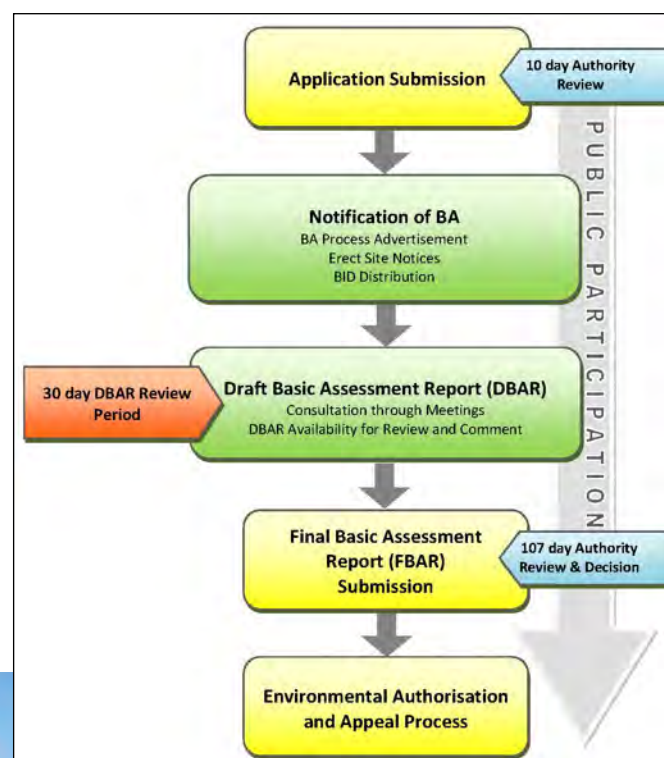 Application Submission
10 day Authority
Review
Notification of BA
BA Process Advertisement
Erect Site Notices
BID Distribution
30 day DBAR Review
Period
Draft Basic Assessment Report (DBAR)
Consultation through Meetings
DBAR Availability for Review and Comment
Final Basic Assessment
Report (FBAR)
Submission
107 day Authority
Review & Decision
Environmental Authorisation
and Appeal Process
PUBLIC PARTICIPATION